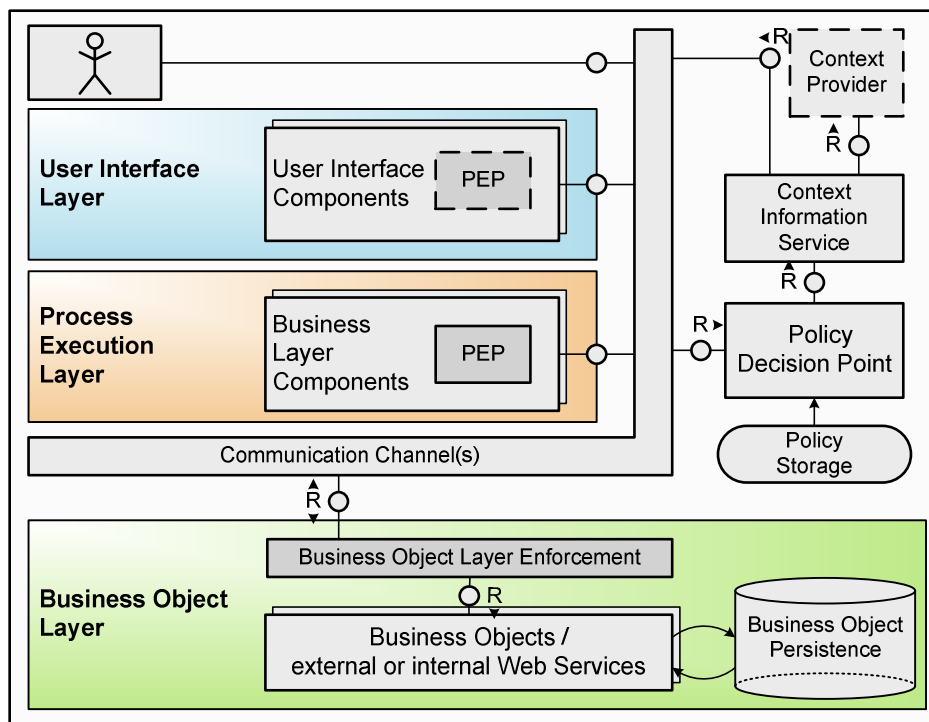 R
Context
Provider
User Interface
Layer
User Interface
Components
PEP
R
Context
Information
Service
R
Process
Execution
Layer
Business
Layer
Components
PEP
R
Policy
Decision Point
Communication Channel(s)
Policy
Storage
R
Business Object Layer Enforcement
R
Business Object
Layer
Business Objects /
external or internal Web Services
Business Object
Persistence